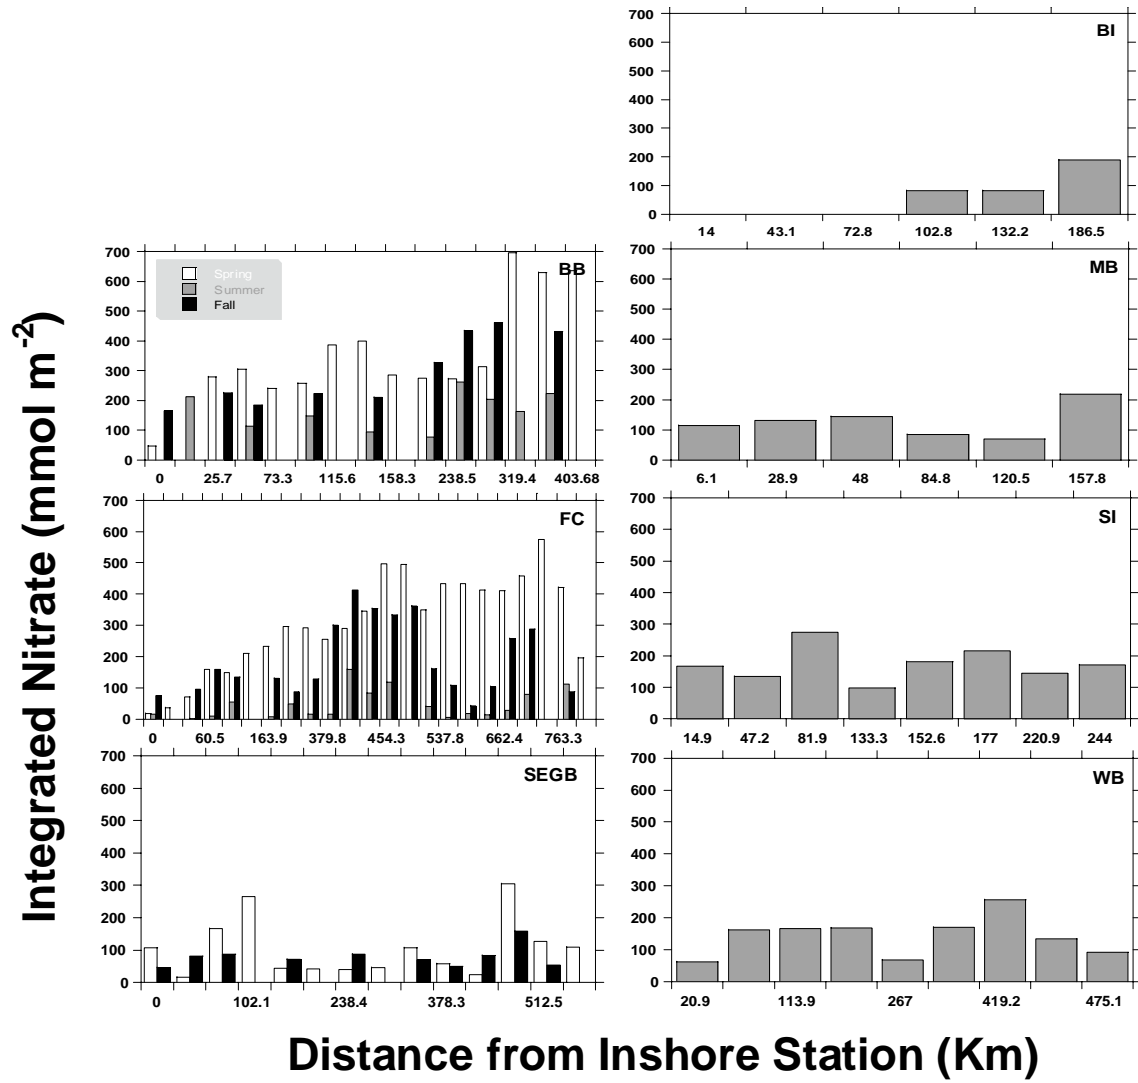 Integrated Nitrate (mmol m-2)
BI
700
600
500
400
300
200
100
0
14 43.1 72.8 102.8 132.2 186.5
BB
Spring
Summer
Fall
700
600
500
400
300
200
100
0
0 25.7 73.3 115.6 158.3 238.5 319.4 403.68
MB
700
600
500
400
300
200
100
0
6.1 28.9 48 84.8 120.5 157.8
FC
700
600
500
400
300
200
100
0
0 60.5 163.9 379.8 454.3 537.8 662.4 763.3
SI
700
600
500
400
300
200
100
0
14.9 47.2 81.9 133.3 152.6 177 220.9 244
SEGB
700
600
500
400
300
200
100
0
0 102.1 238.4 378.3 512.5
WB
700
600
500
400
300
200
100
0
20.9 113.9 267 419.2 475.1
Distance from Inshore Station (Km)